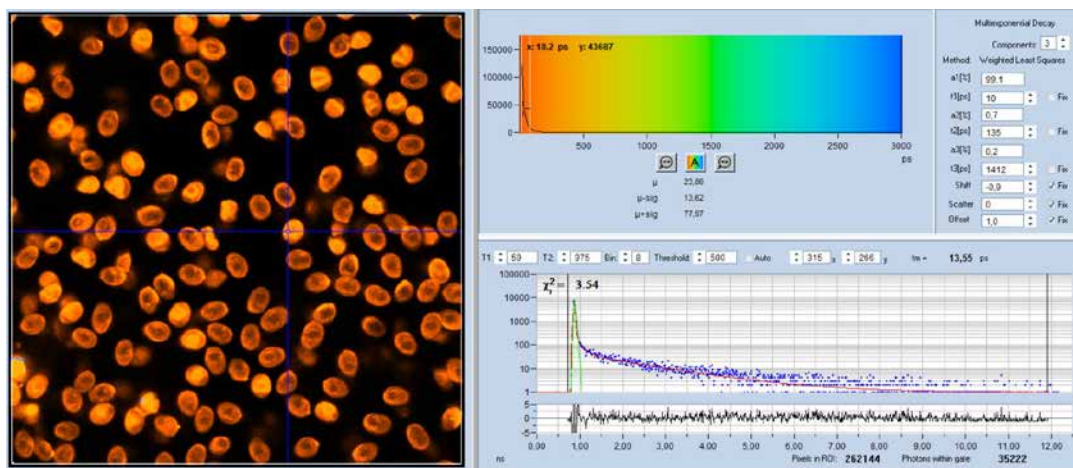 150000
100000
50000
0
x: 18.2 ps y: 43687
500 1000 1500 2000 2500 3000
ps
A
μ 23,86
μ-sig 13,62
μ+sig 77,97
Multiexponential Decay
Components: 3
Method: Weighted Least Squares
a1[%] 99.1
t1[ps] 10 Fix
a2[%] 0,7
t2[ps] 135 Fix
a3[%] 0,2
t3[ps] 1412 Fix
Shift -0,9 Fix
Scatter 0 Fix
Offset 1,0 Fix
T1: 59 T2: 975 Bin: 8 Threshold: 500 Auto 315 x 266 y tm = 13,55 ps
χr² = 3.54
100000
10000
1000
100
10
1
5
0
-5
0.00 1.00 2.00 3.00 4.00 5.00 6.00 7.00 8.00 9.00 10.00 11.00 12.00
ns Pixels in ROI: 262144 Photons within gate: 35222